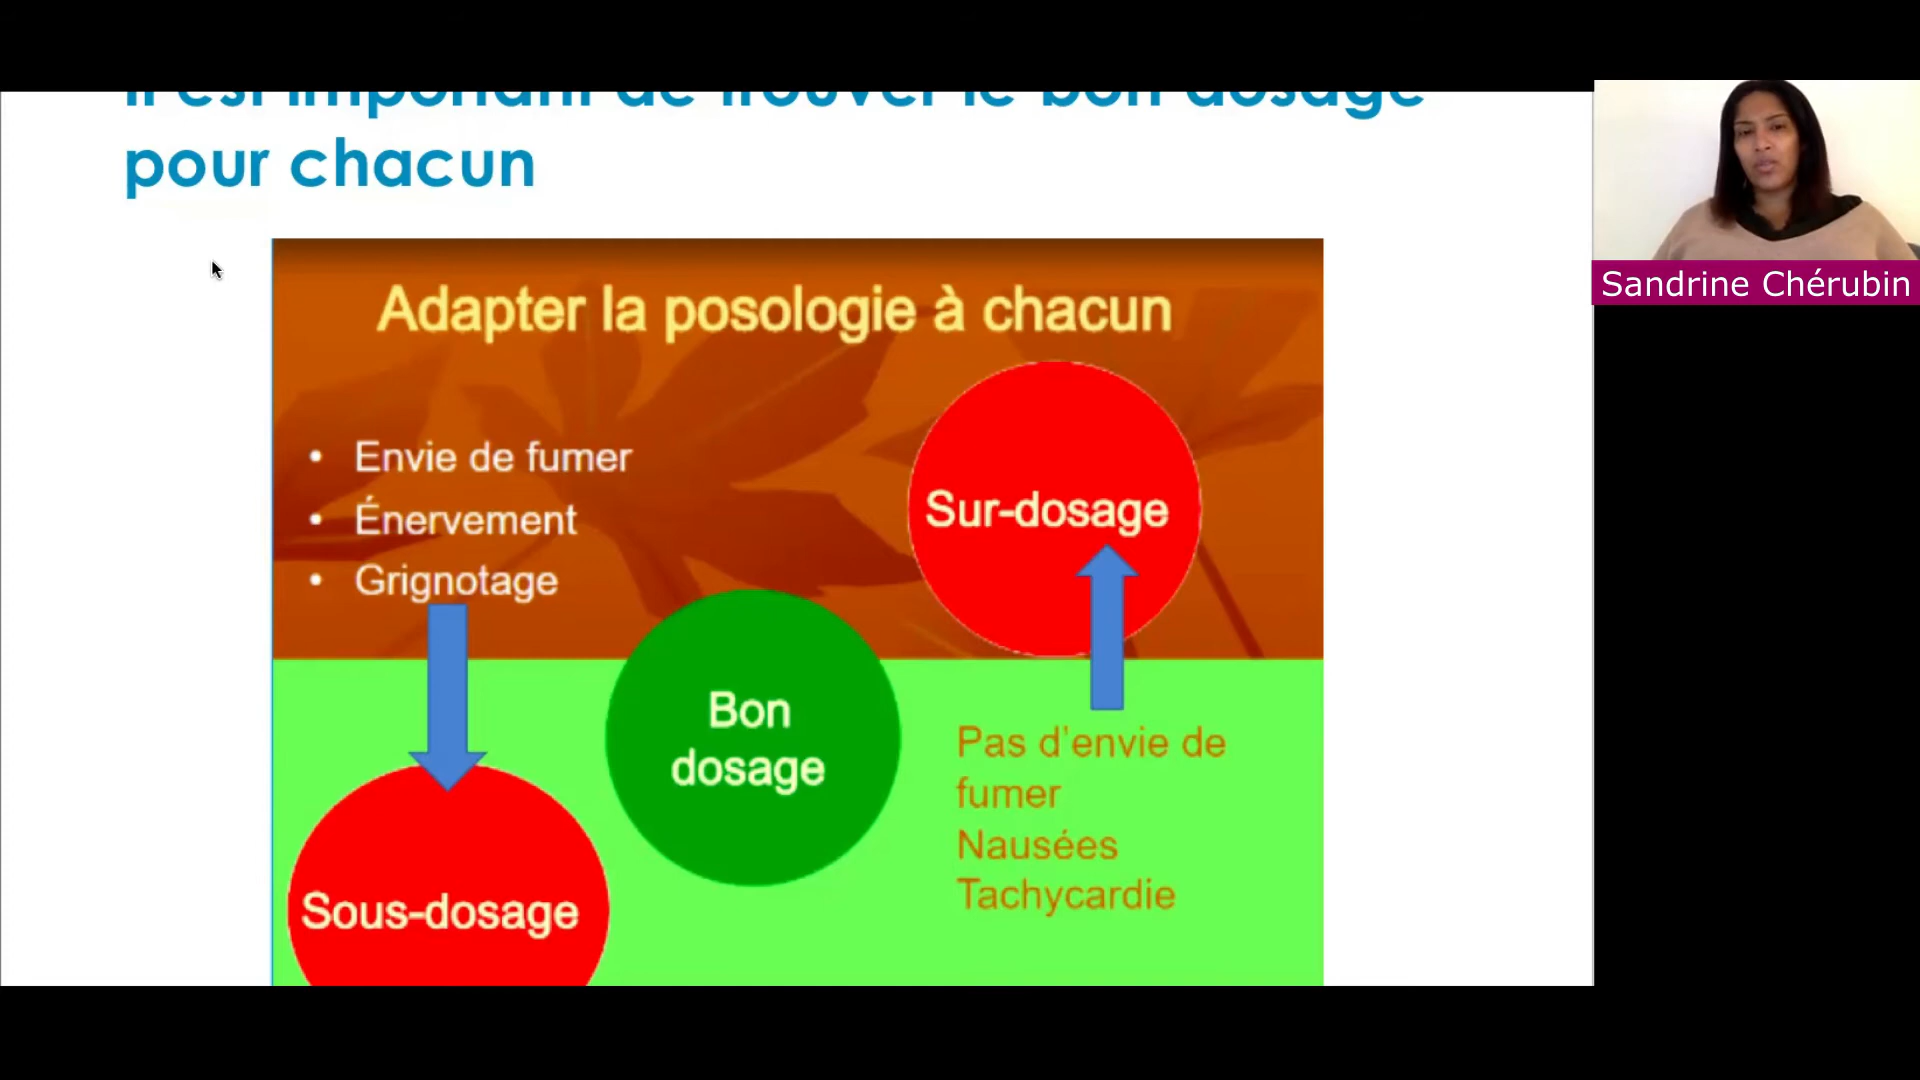 Il est important de trouver le bon dosage
pour chacun
Sandrine Chérubin
Adapter la posologie à chacun
• Envie de fumer
• Énervement
• Grignotage
Sur-dosage
Bon
dosage
Pas d'envie de
fumer
Nausées
Tachycardie
Sous-dosage